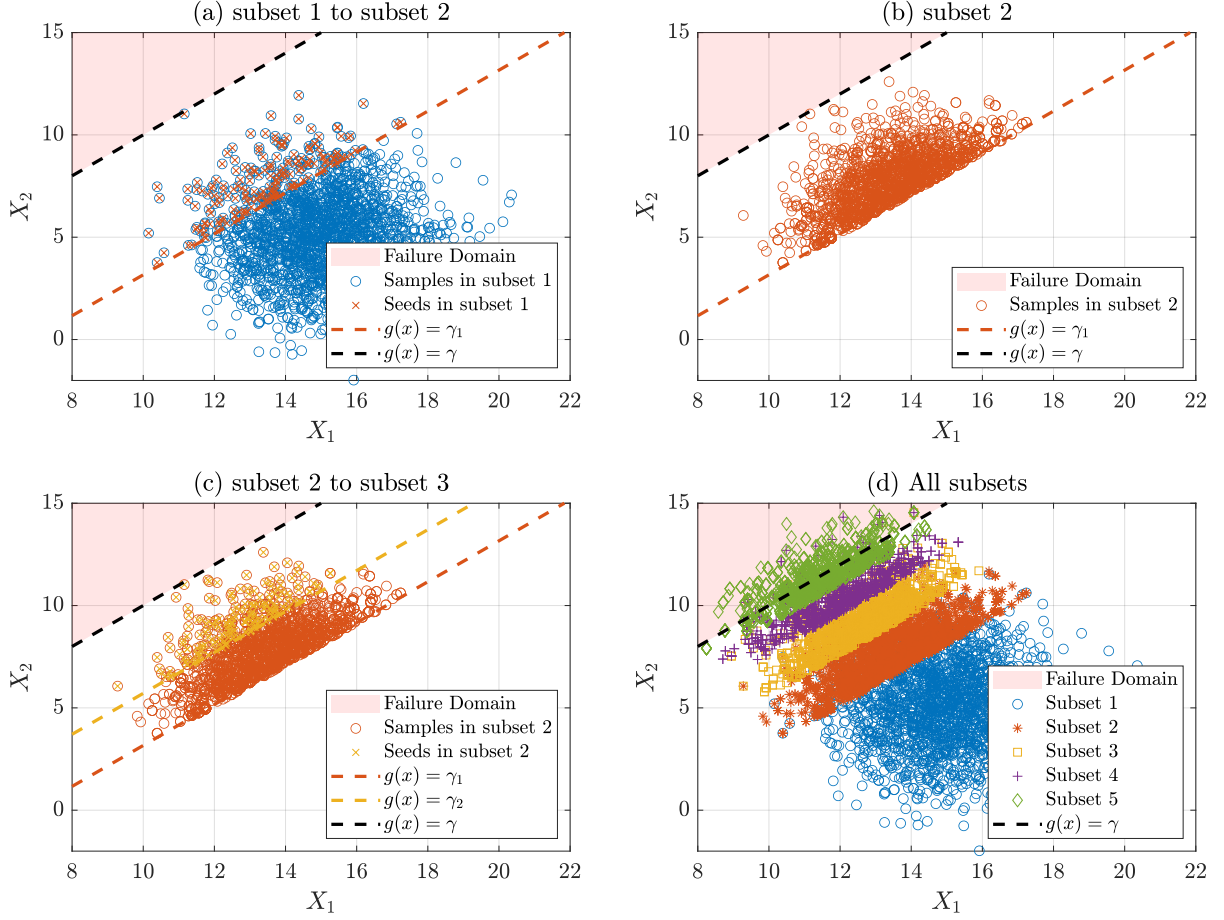 (a) subset 1 to subset 2
15
10
5
0
X₂
8 10 12 14 16 18 20 22
X₁
Failure Domain
Samples in subset 1
Seeds in subset 1
g(x) = γ₁
g(x) = γ
(b) subset 2
15
10
5
0
X₂
8 10 12 14 16 18 20 22
X₁
Failure Domain
Samples in subset 2
g(x) = γ₁
g(x) = γ
(c) subset 2 to subset 3
15
10
5
0
X₂
8 10 12 14 16 18 20 22
X₁
Failure Domain
Samples in subset 2
Seeds in subset 2
g(x) = γ₁
g(x) = γ₂
g(x) = γ
(d) All subsets
15
10
5
0
X₂
8 10 12 14 16 18 20 22
X₁
Failure Domain
Subset 1
Subset 2
Subset 3
Subset 4
Subset 5
g(x) = γ